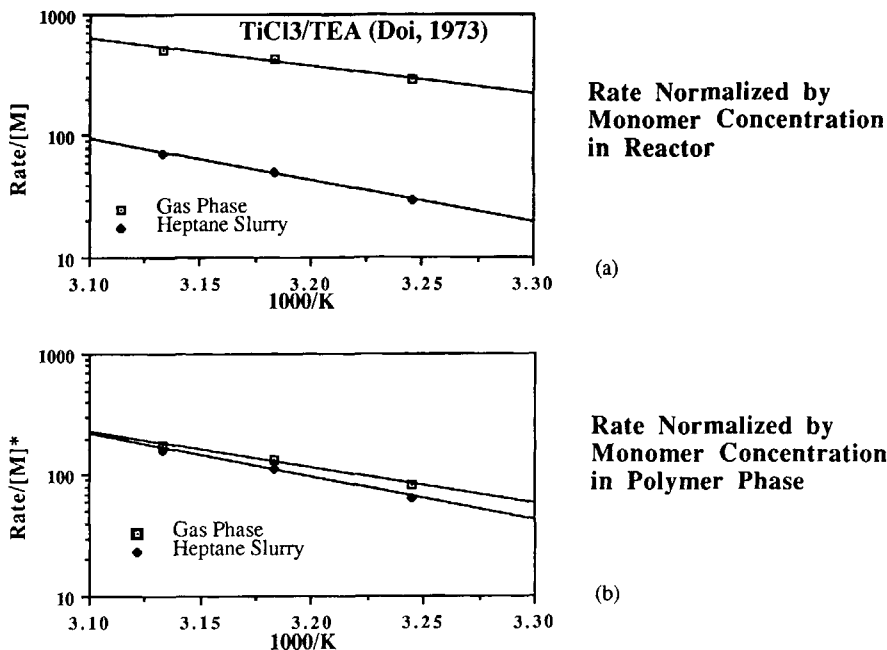 TiCl3/TEA (Doi, 1973)
1000
100
10
Rate/[M]
Gas Phase
Heptane Slurry
3.10 3.15 3.20 3.25 3.30
1000/K
Rate Normalized by
Monomer Concentration
in Reactor
(a)
1000
100
10
Rate/[M]*
Gas Phase
Heptane Slurry
3.10 3.15 3.20 3.25 3.30
1000/K
Rate Normalized by
Monomer Concentration
in Polymer Phase
(b)